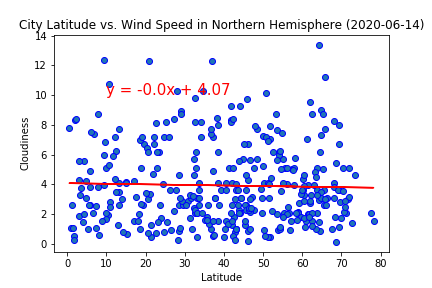 City Latitude vs. Wind Speed in Northern Hemisphere (2020-06-14)
14
12
10
8
6
4
2
0
Cloudiness
y = -0.0x + 4.07
0 10 20 30 40 50 60 70 80
Latitude